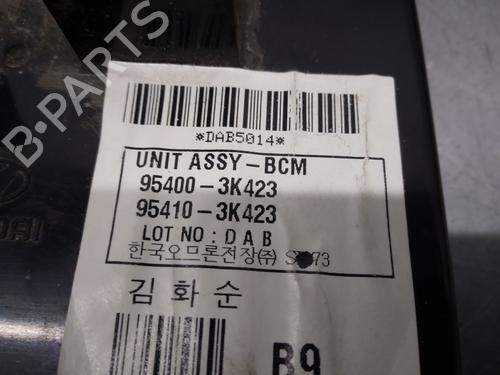 B-PARTS
*DAB5014*
UNIT ASSY-BCM
95400-3K423
95410-3K423
LOT NO : D A B
한국오므론전장㈜
김 화 순
B9